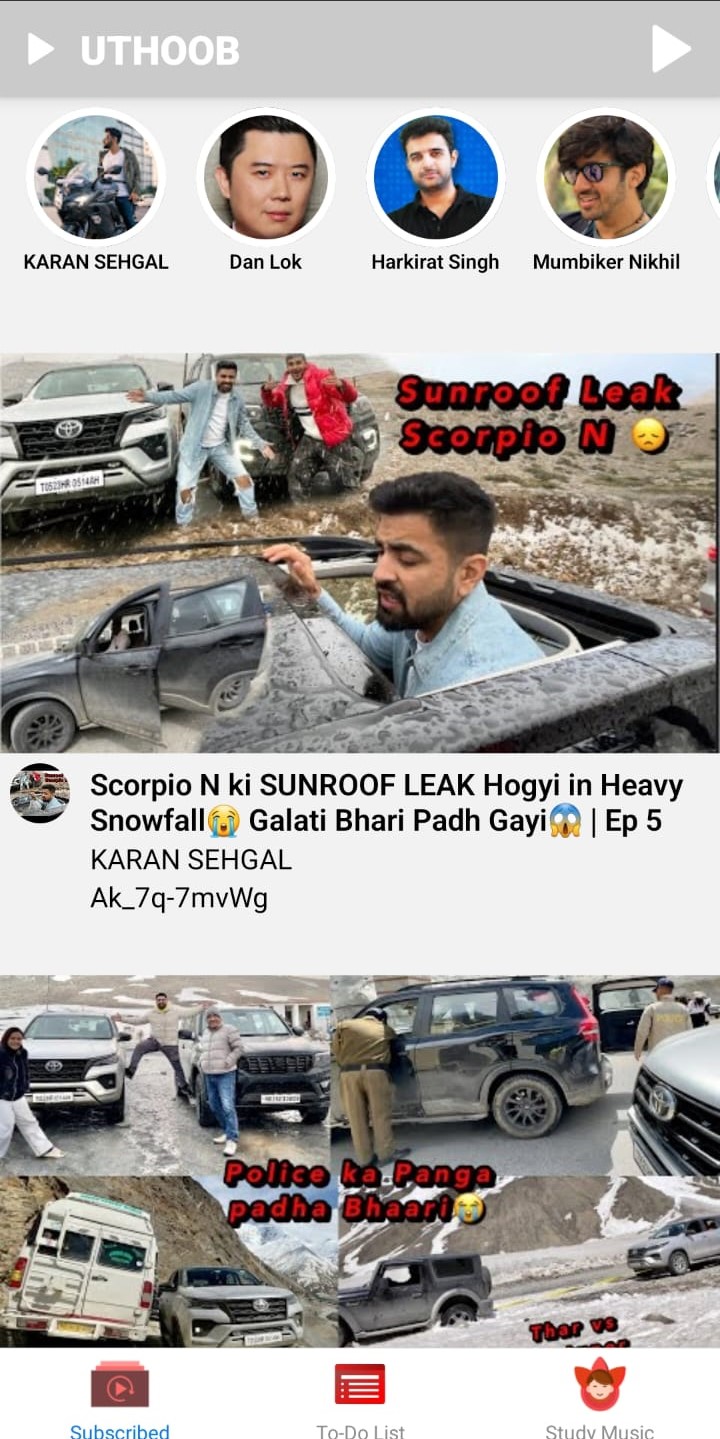 UTHOOB
KARAN SEHGAL
Dan Lok
Harkirat Singh
Mumbiker Nikhil
Sunroof Leak
Scorpio N 😞
Scorpio N ki SUNROOF LEAK Hogyi in Heavy
Snowfall😭 Galati Bhari Padh Gayi😱 | Ep 5
KARAN SEHGAL
Ak_7q-7mvWg
Police ka Panga
padha Bhaari😭
Thar vs
Subscribed
To-Do List
Study Music